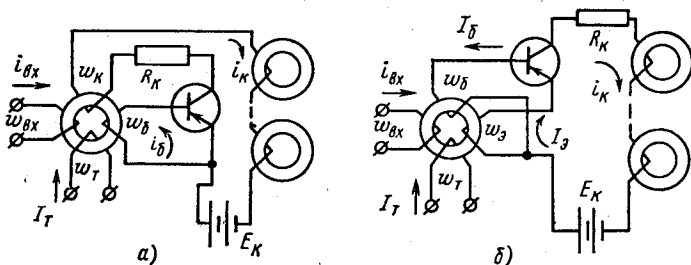 i_вх
w_к
R_к
i_к
w_вх
w_б
i_б
w_т
I_т
E_К
а)
I_б
R_к
i_вх
w_б
i_к
w_вх
w_э
I_э
w_т
I_т
E_К
б)